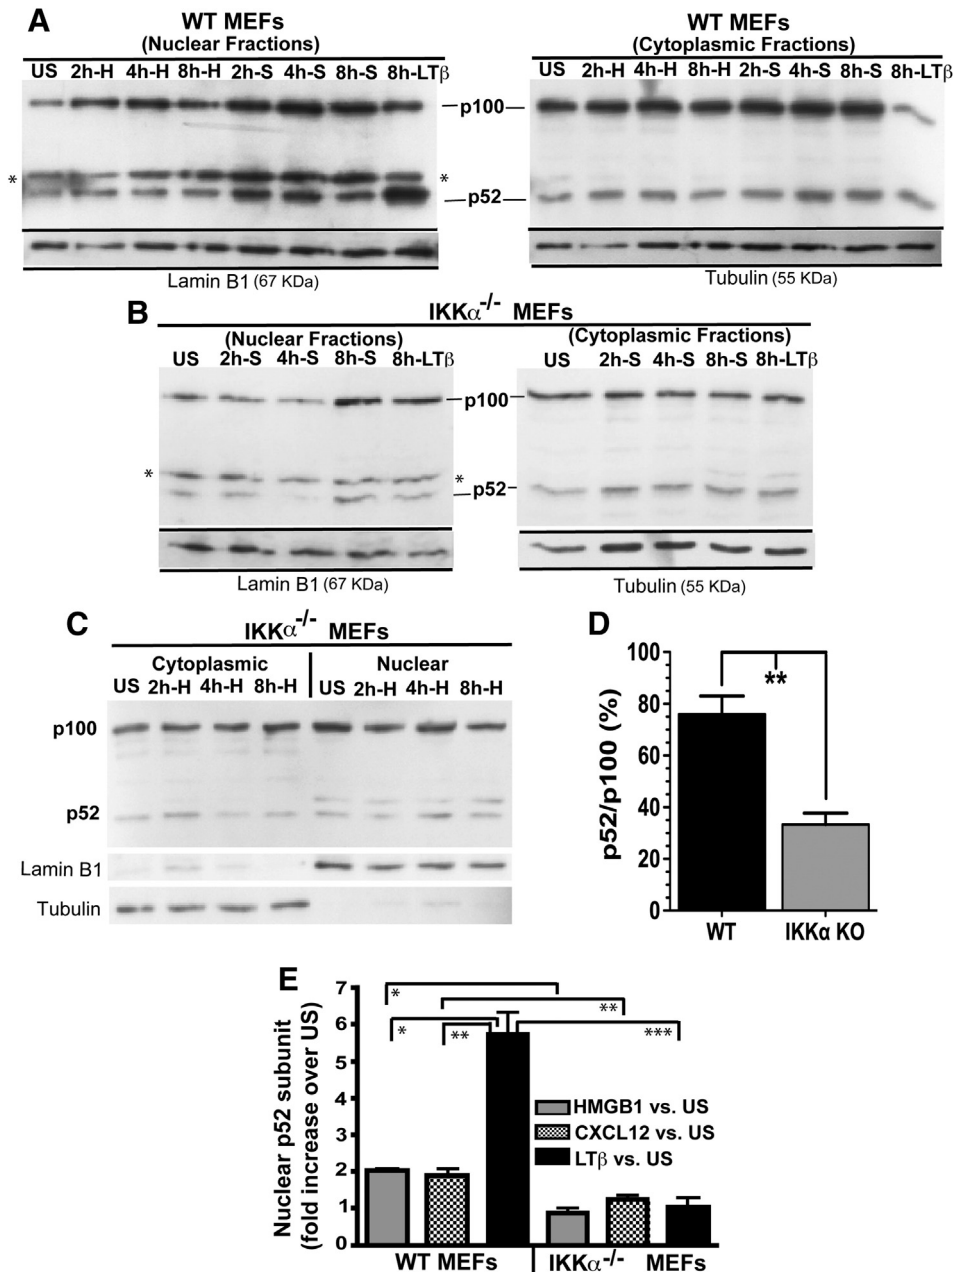 A
WT MEFs
(Nuclear Fractions)
US 2h-H 4h-H 8h-H 2h-S 4h-S 8h-S 8h-LTβ
WT MEFs
(Cytoplasmic Fractions)
US 2h-H 4h-H 8h-H 2h-S 4h-S 8h-S 8h-LTβ
p100
* *
p52
Lamin B1 (67 KDa)
Tubulin (55 KDa)
B
IKKα-/- MEFs
(Nuclear Fractions)
US 2h-S 4h-S 8h-S 8h-LTβ
(Cytoplasmic Fractions)
US 2h-S 4h-S 8h-S 8h-LTβ
p100
* *
p52
Lamin B1 (67 KDa)
Tubulin (55 KDa)
C
IKKα-/- MEFs
Cytoplasmic Nuclear
US 2h-H 4h-H 8h-H US 2h-H 4h-H 8h-H
p100
p52
Lamin B1
Tubulin
D
p52/p100 (%)
100
80
60
40
20
0
**
WT IKKα KO
E
Nuclear p52 subunit
(fold increase over US)
7
6
5
4
3
2
1
0
*
**
* ** ***
HMGB1 vs. US
CXCL12 vs. US
LTβ vs. US
WT MEFs IKKα-/- MEFs